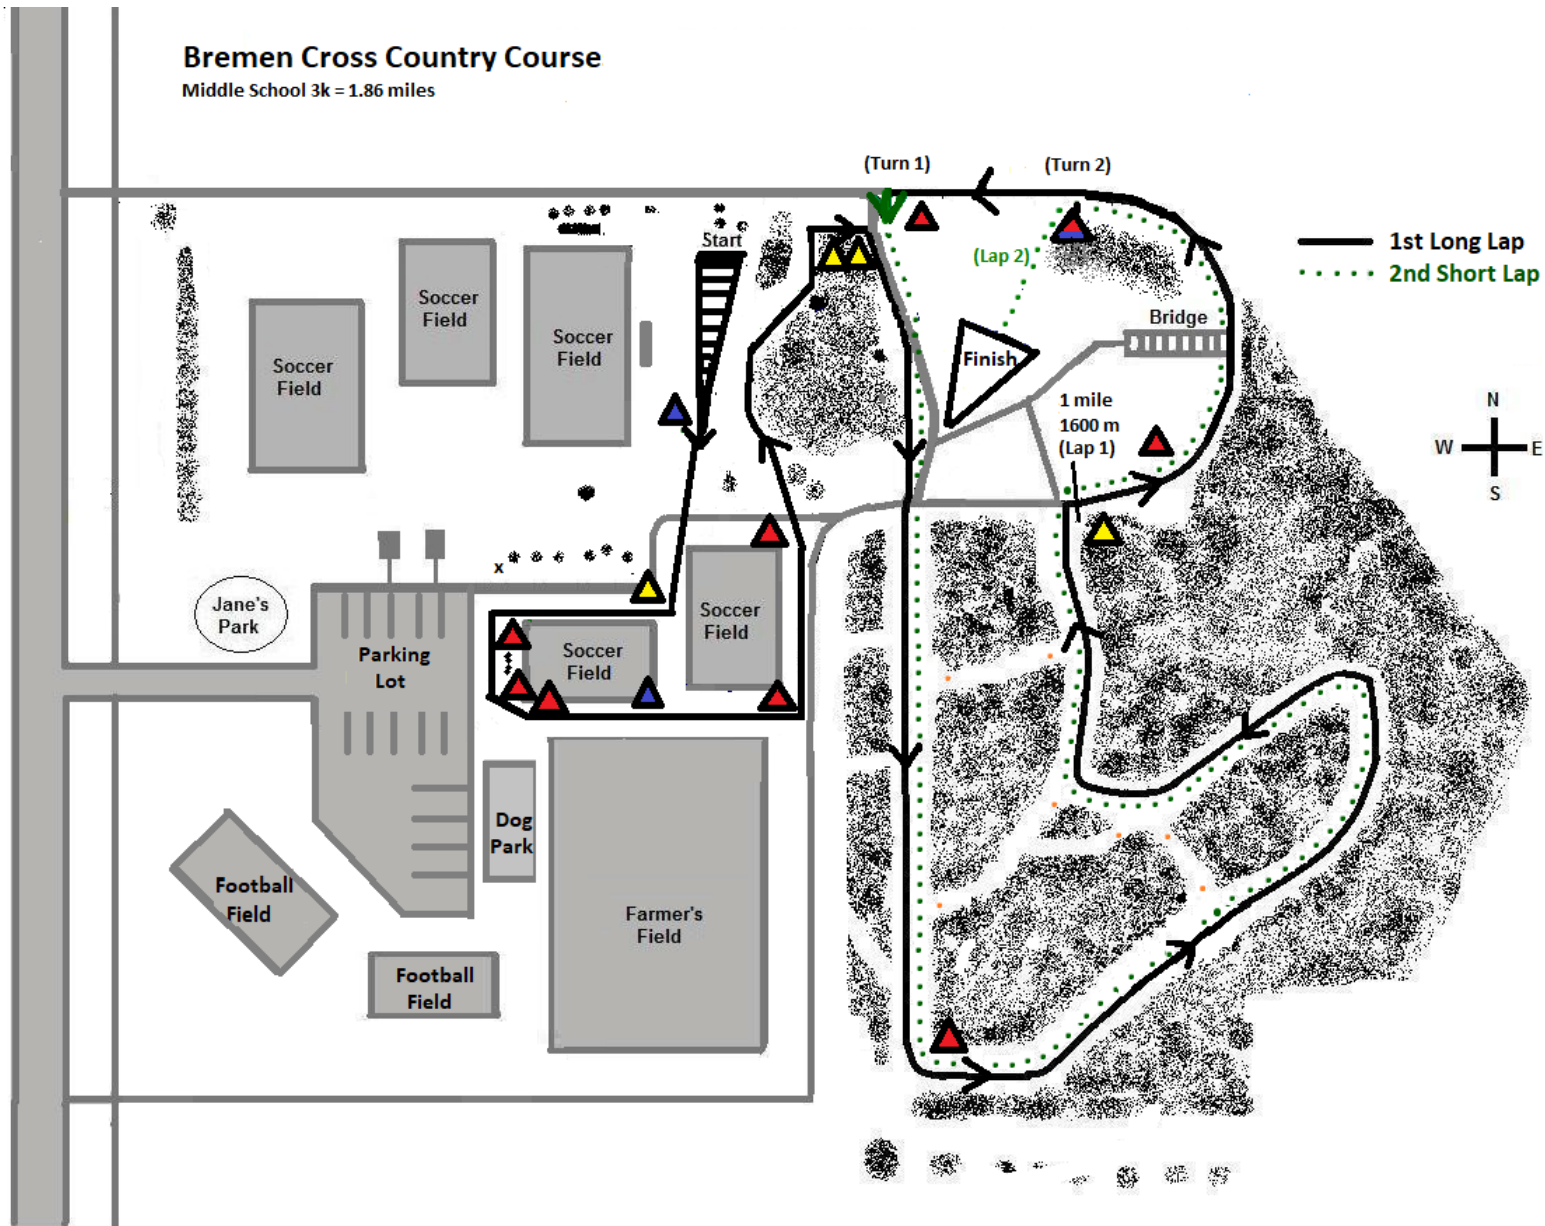 Bremen Cross Country Course
Middle School 3k = 1.86 miles
(Turn 1)
(Turn 2)
Start
(Lap 2)
1st Long Lap
2nd Short Lap
Soccer
Field
Soccer
Field
Soccer
Field
Bridge
Finish
1 mile
1600 m
(Lap 1)
N
W
E
S
x
Jane's
Park
Parking
Lot
Soccer
Field
Soccer
Field
Dog
Park
Football
Field
Farmer's
Field
Football
Field